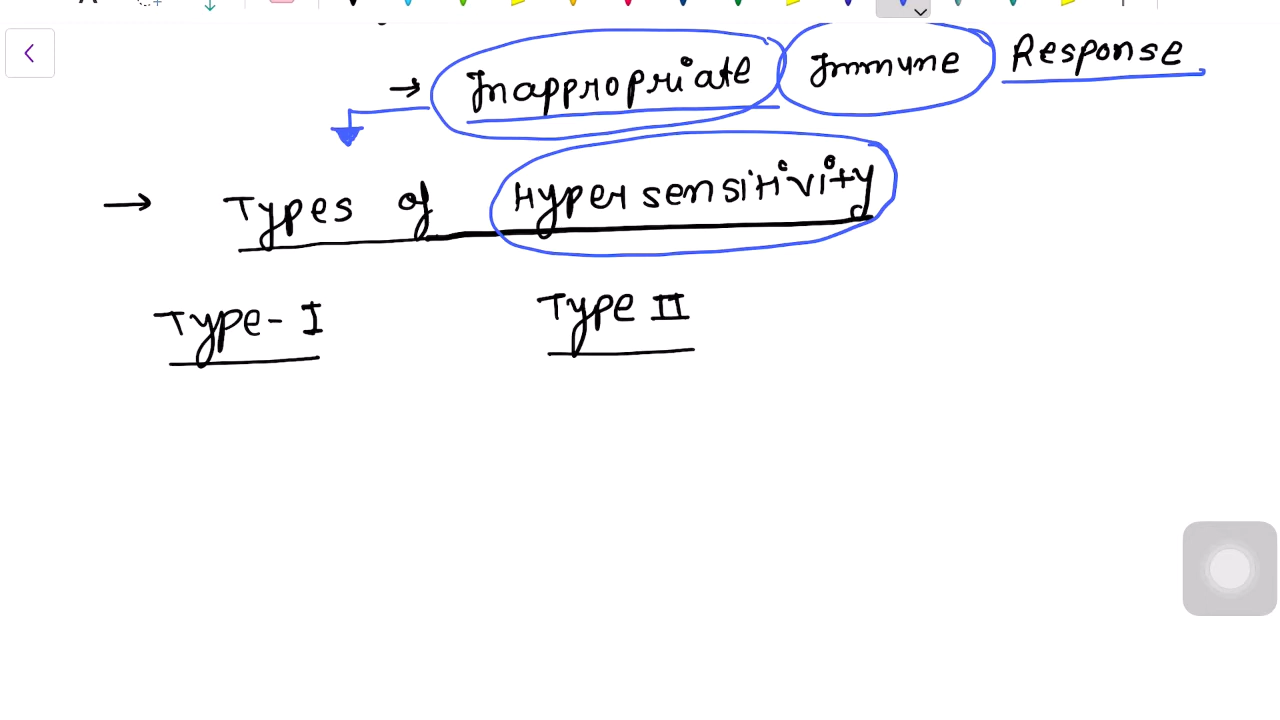 → Inappropriate Immune Response
→ Types of Hypersensitivity
Type-I Type II